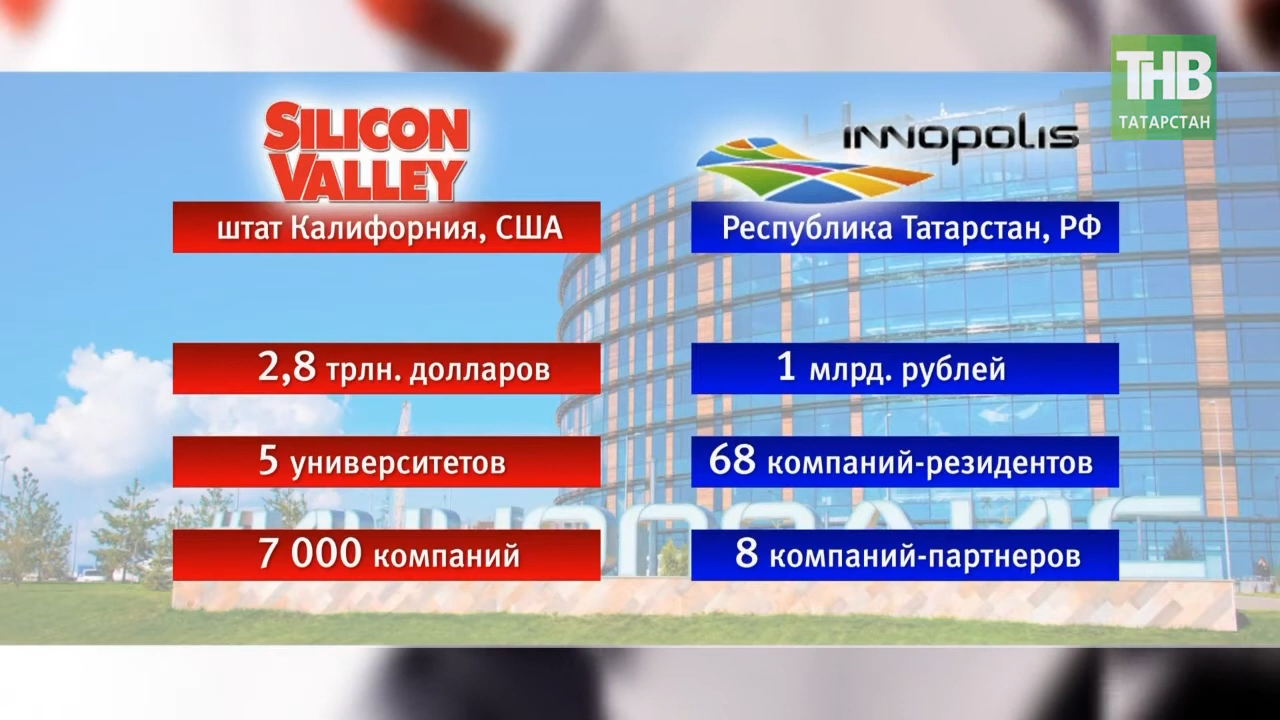 SILICON
VALLEY
штат Калифорния, США
2,8 трлн. долларов
5 университетов
7 000 компаний
INNOPOLIS
Республика Татарстан, РФ
1 млрд. рублей
68 компаний-резидентов
8 компаний-партнеров
ТНВ
ТАТАРСТАН